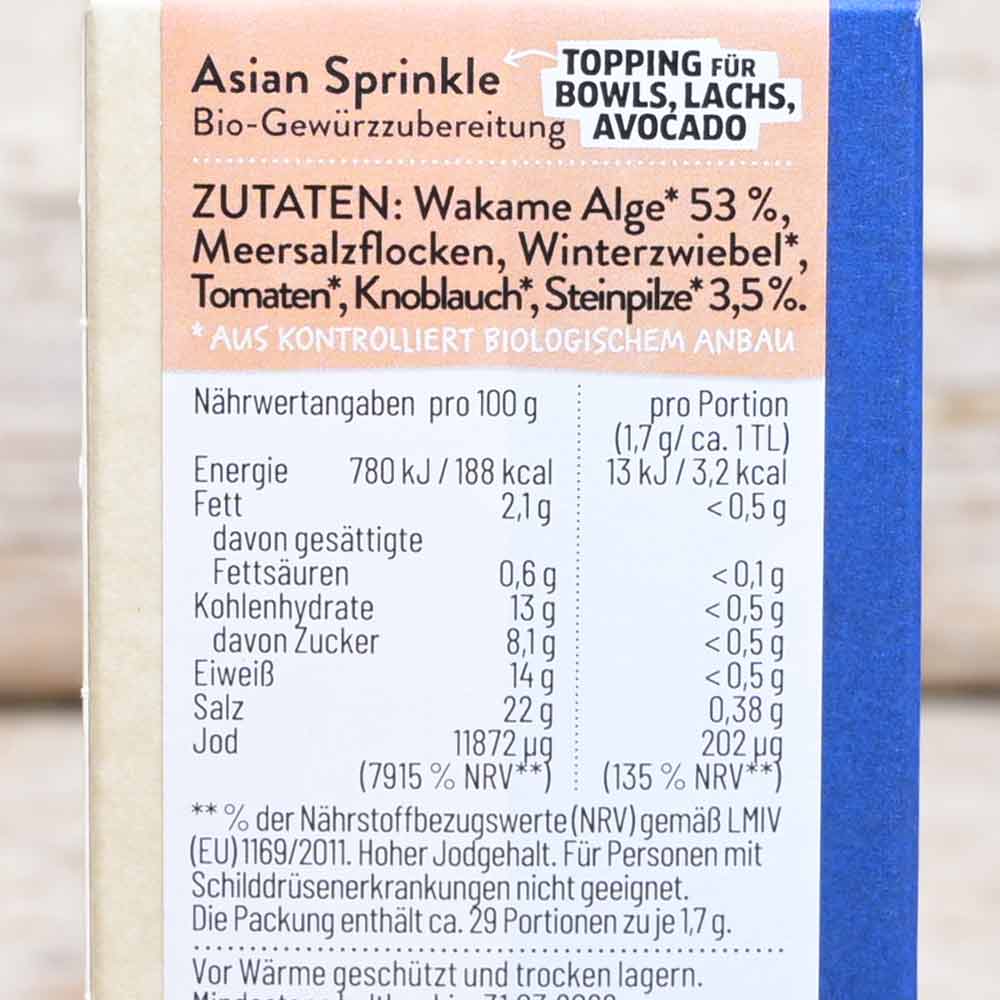 Asian Sprinkle
Bio-Gewürzzubereitung
TOPPING FÜR
BOWLS, LACHS,
AVOCADO
ZUTATEN: Wakame Alge* 53 %,
Meersalzflocken, Winterzwiebel*,
Tomaten*, Knoblauch*, Steinpilze* 3,5%.
* AUS KONTROLLIERT BIOLOGISCHEM ANBAU
Nährwertangaben pro 100 g pro Portion
(1,7 g/ ca. 1 TL)
Energie 780 kJ / 188 kcal 13 kJ / 3,2 kcal
Fett 2,1 g < 0,5 g
davon gesättigte
Fettsäuren 0,6 g < 0,1 g
Kohlenhydrate 13 g < 0,5 g
davon Zucker 8,1 g < 0,5 g
Eiweiß 14 g < 0,5 g
Salz 22 g 0,38 g
Jod 11872 µg 202 µg
(7915 % NRV**) (135 % NRV**)
** % der Nährstoffbezugswerte (NRV) gemäß LMIV
(EU) 1169/2011. Hoher Jodgehalt. Für Personen mit
Schilddrüsenerkrankungen nicht geeignet.
Die Packung enthält ca. 29 Portionen zu je 1,7 g.
Vor Wärme geschützt und trocken lagern.